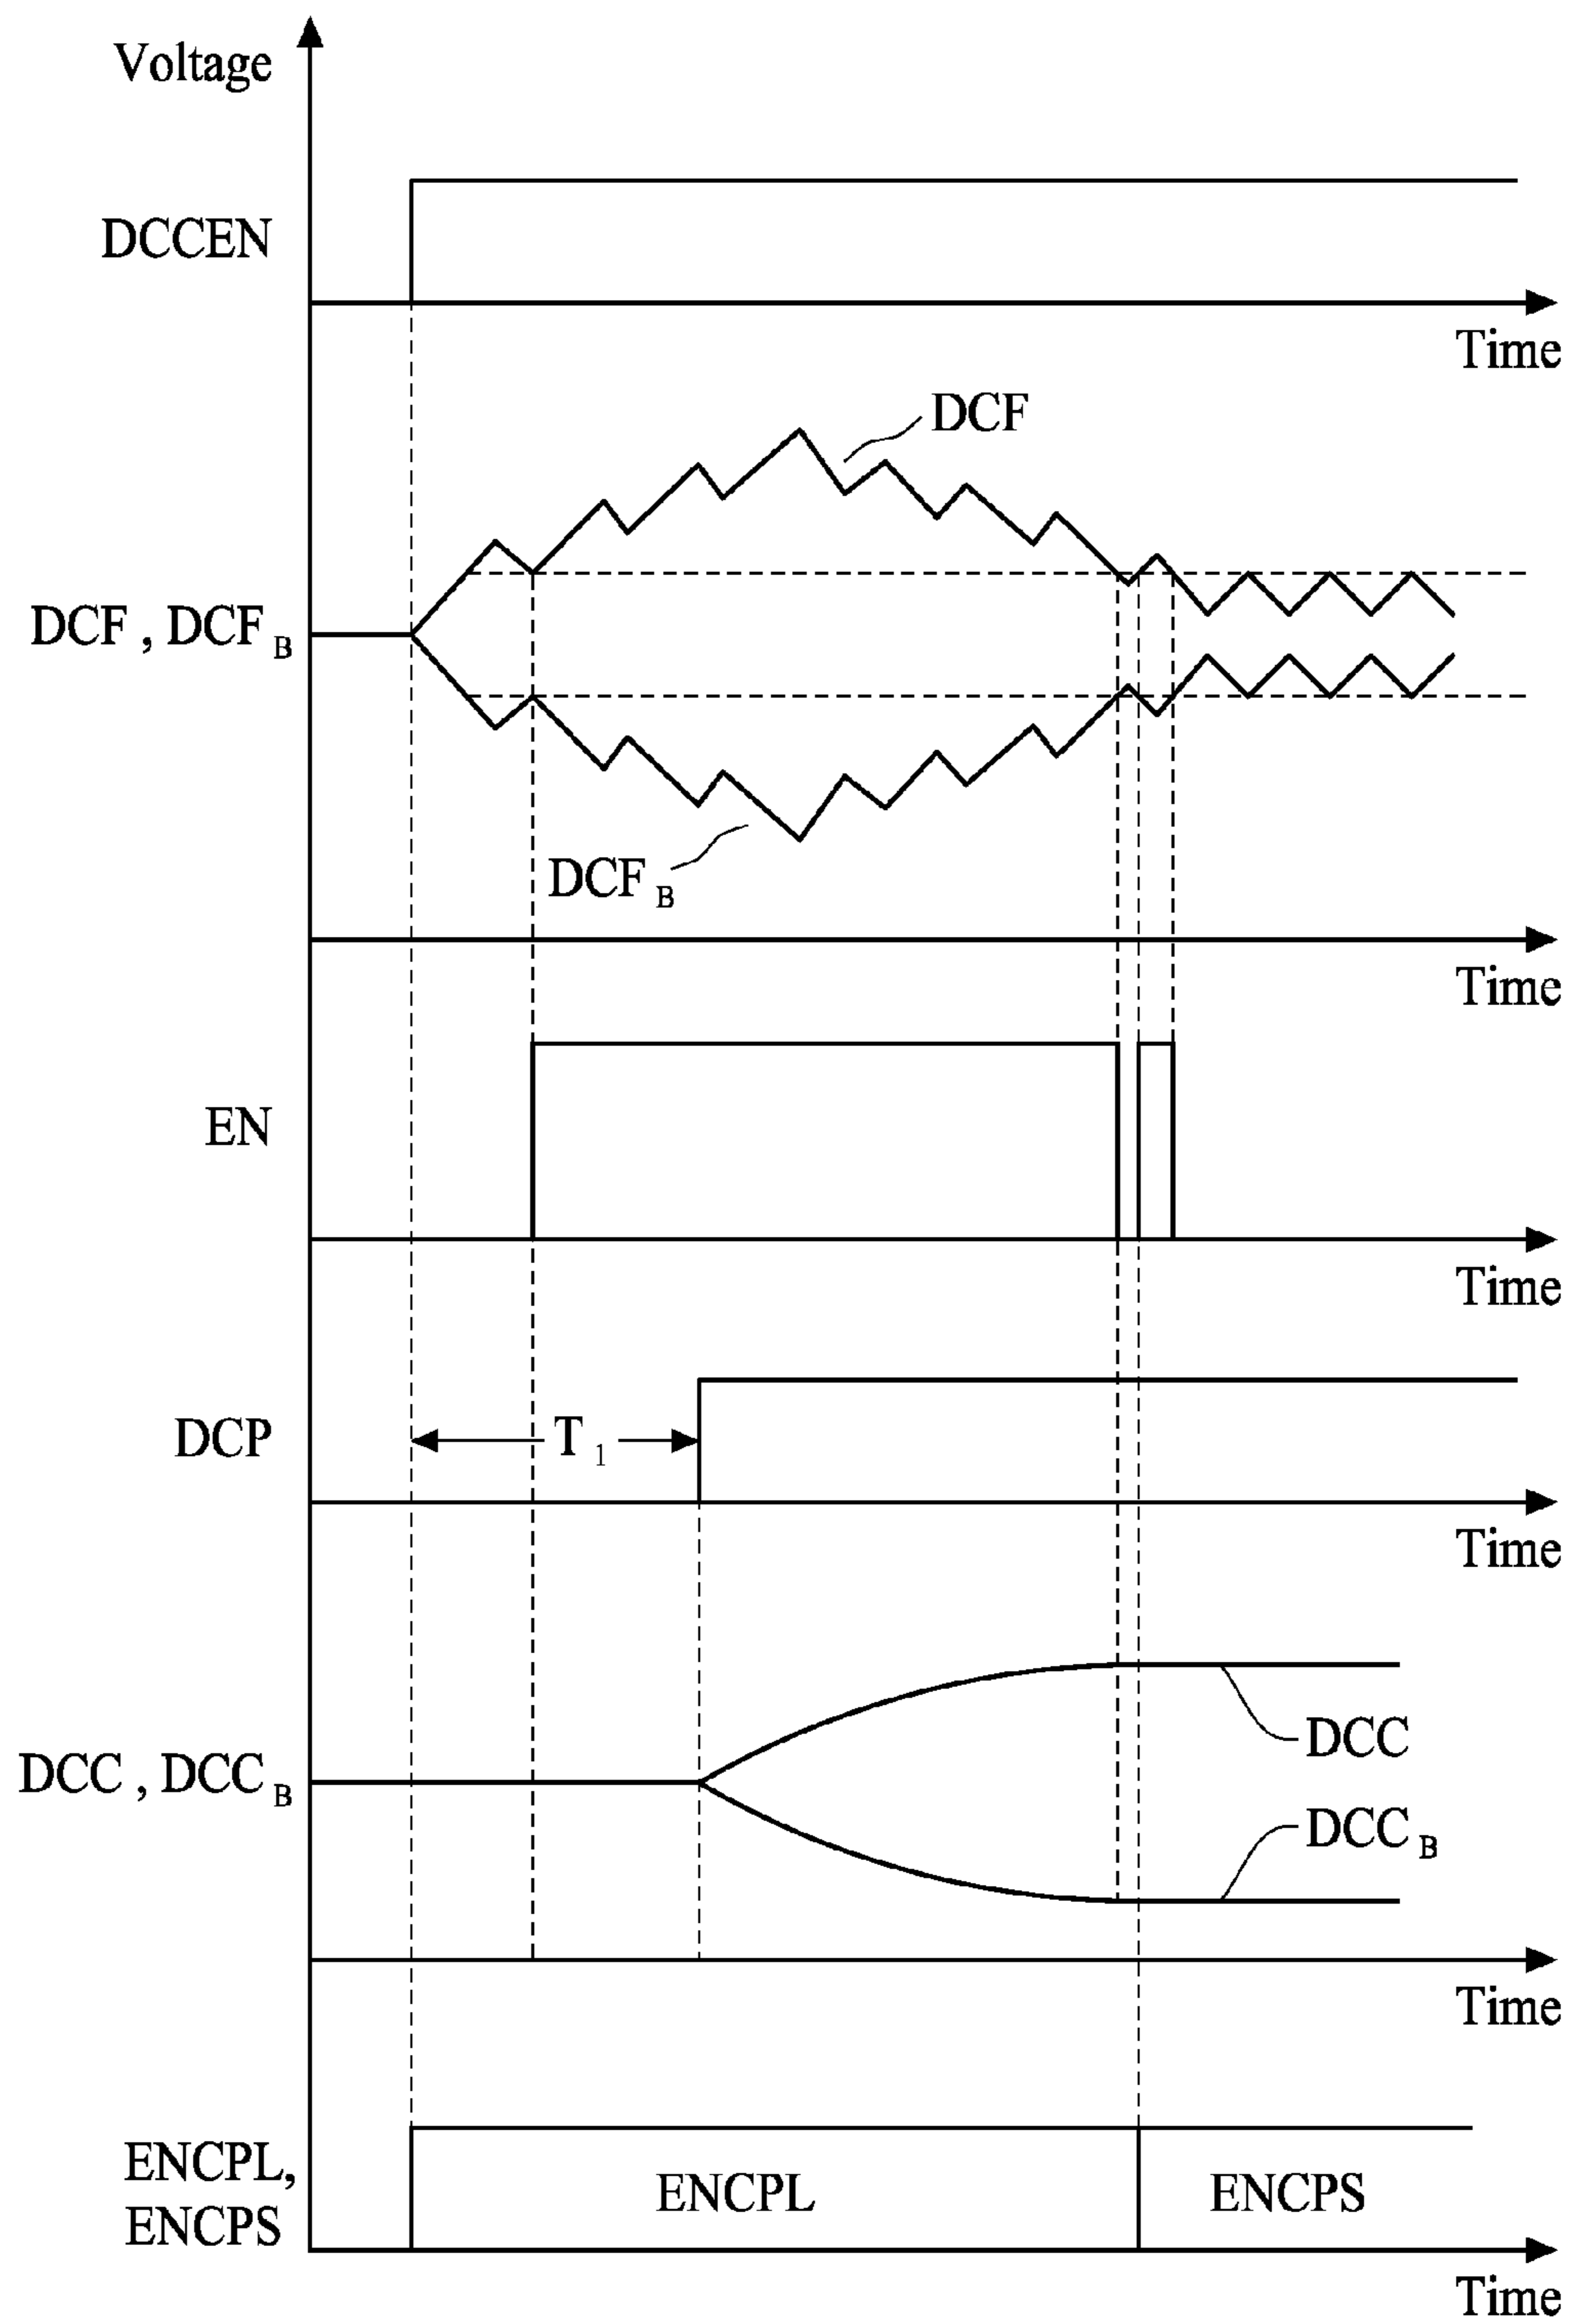 Voltage
DCCEN
Time
DCF
DCF , DCF B
DCF B
Time
EN
Time
DCP
T 1
Time
DCC
DCC , DCC B
DCC B
Time
ENCPL,
ENCPS
ENCPL
ENCPS
Time